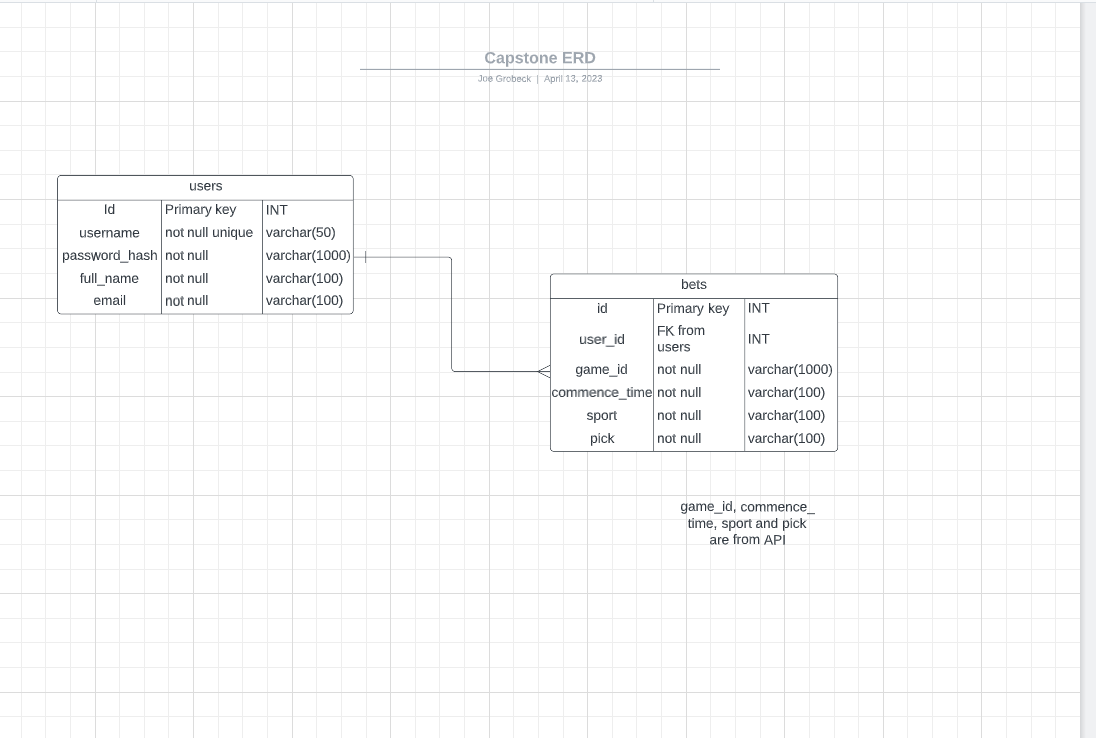 Capstone ERD
Joe Grobeck | April 13, 2023
users
Id Primary key INT
username not null unique varchar(50)
password_hash not null varchar(1000)
full_name not null varchar(100)
email not null varchar(100)
bets
id Primary key INT
user_id FK from users INT
game_id not null varchar(1000)
commence_time not null varchar(100)
sport not null varchar(100)
pick not null varchar(100)
game_id, commence_
time, sport and pick
are from API